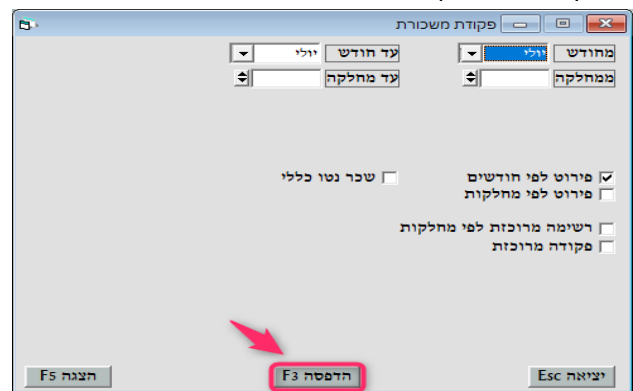 פקודת משכורת
מחודש יולי עד חודש יולי
ממחלקה עד מחלקה
פירוט לפי חודשים שכר נטו כללי
פירוט לפי מחלקות
רשימה מרוכזת לפי מחלקות
פקודה מרוכזת
יציאה Esc הדפסה F3 הצגה F5